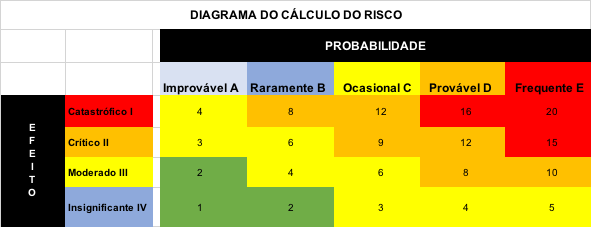 DIAGRAMA DO CÁLCULO DO RISCO
PROBABILIDADE
Improvável A Raramente B Ocasional C Provável D Frequente E
EFEITO
Catastrófico I 4 8 12 16 20
Crítico II 3 6 9 12 15
Moderado III 2 4 6 8 10
Insignificante IV 1 2 3 4 5